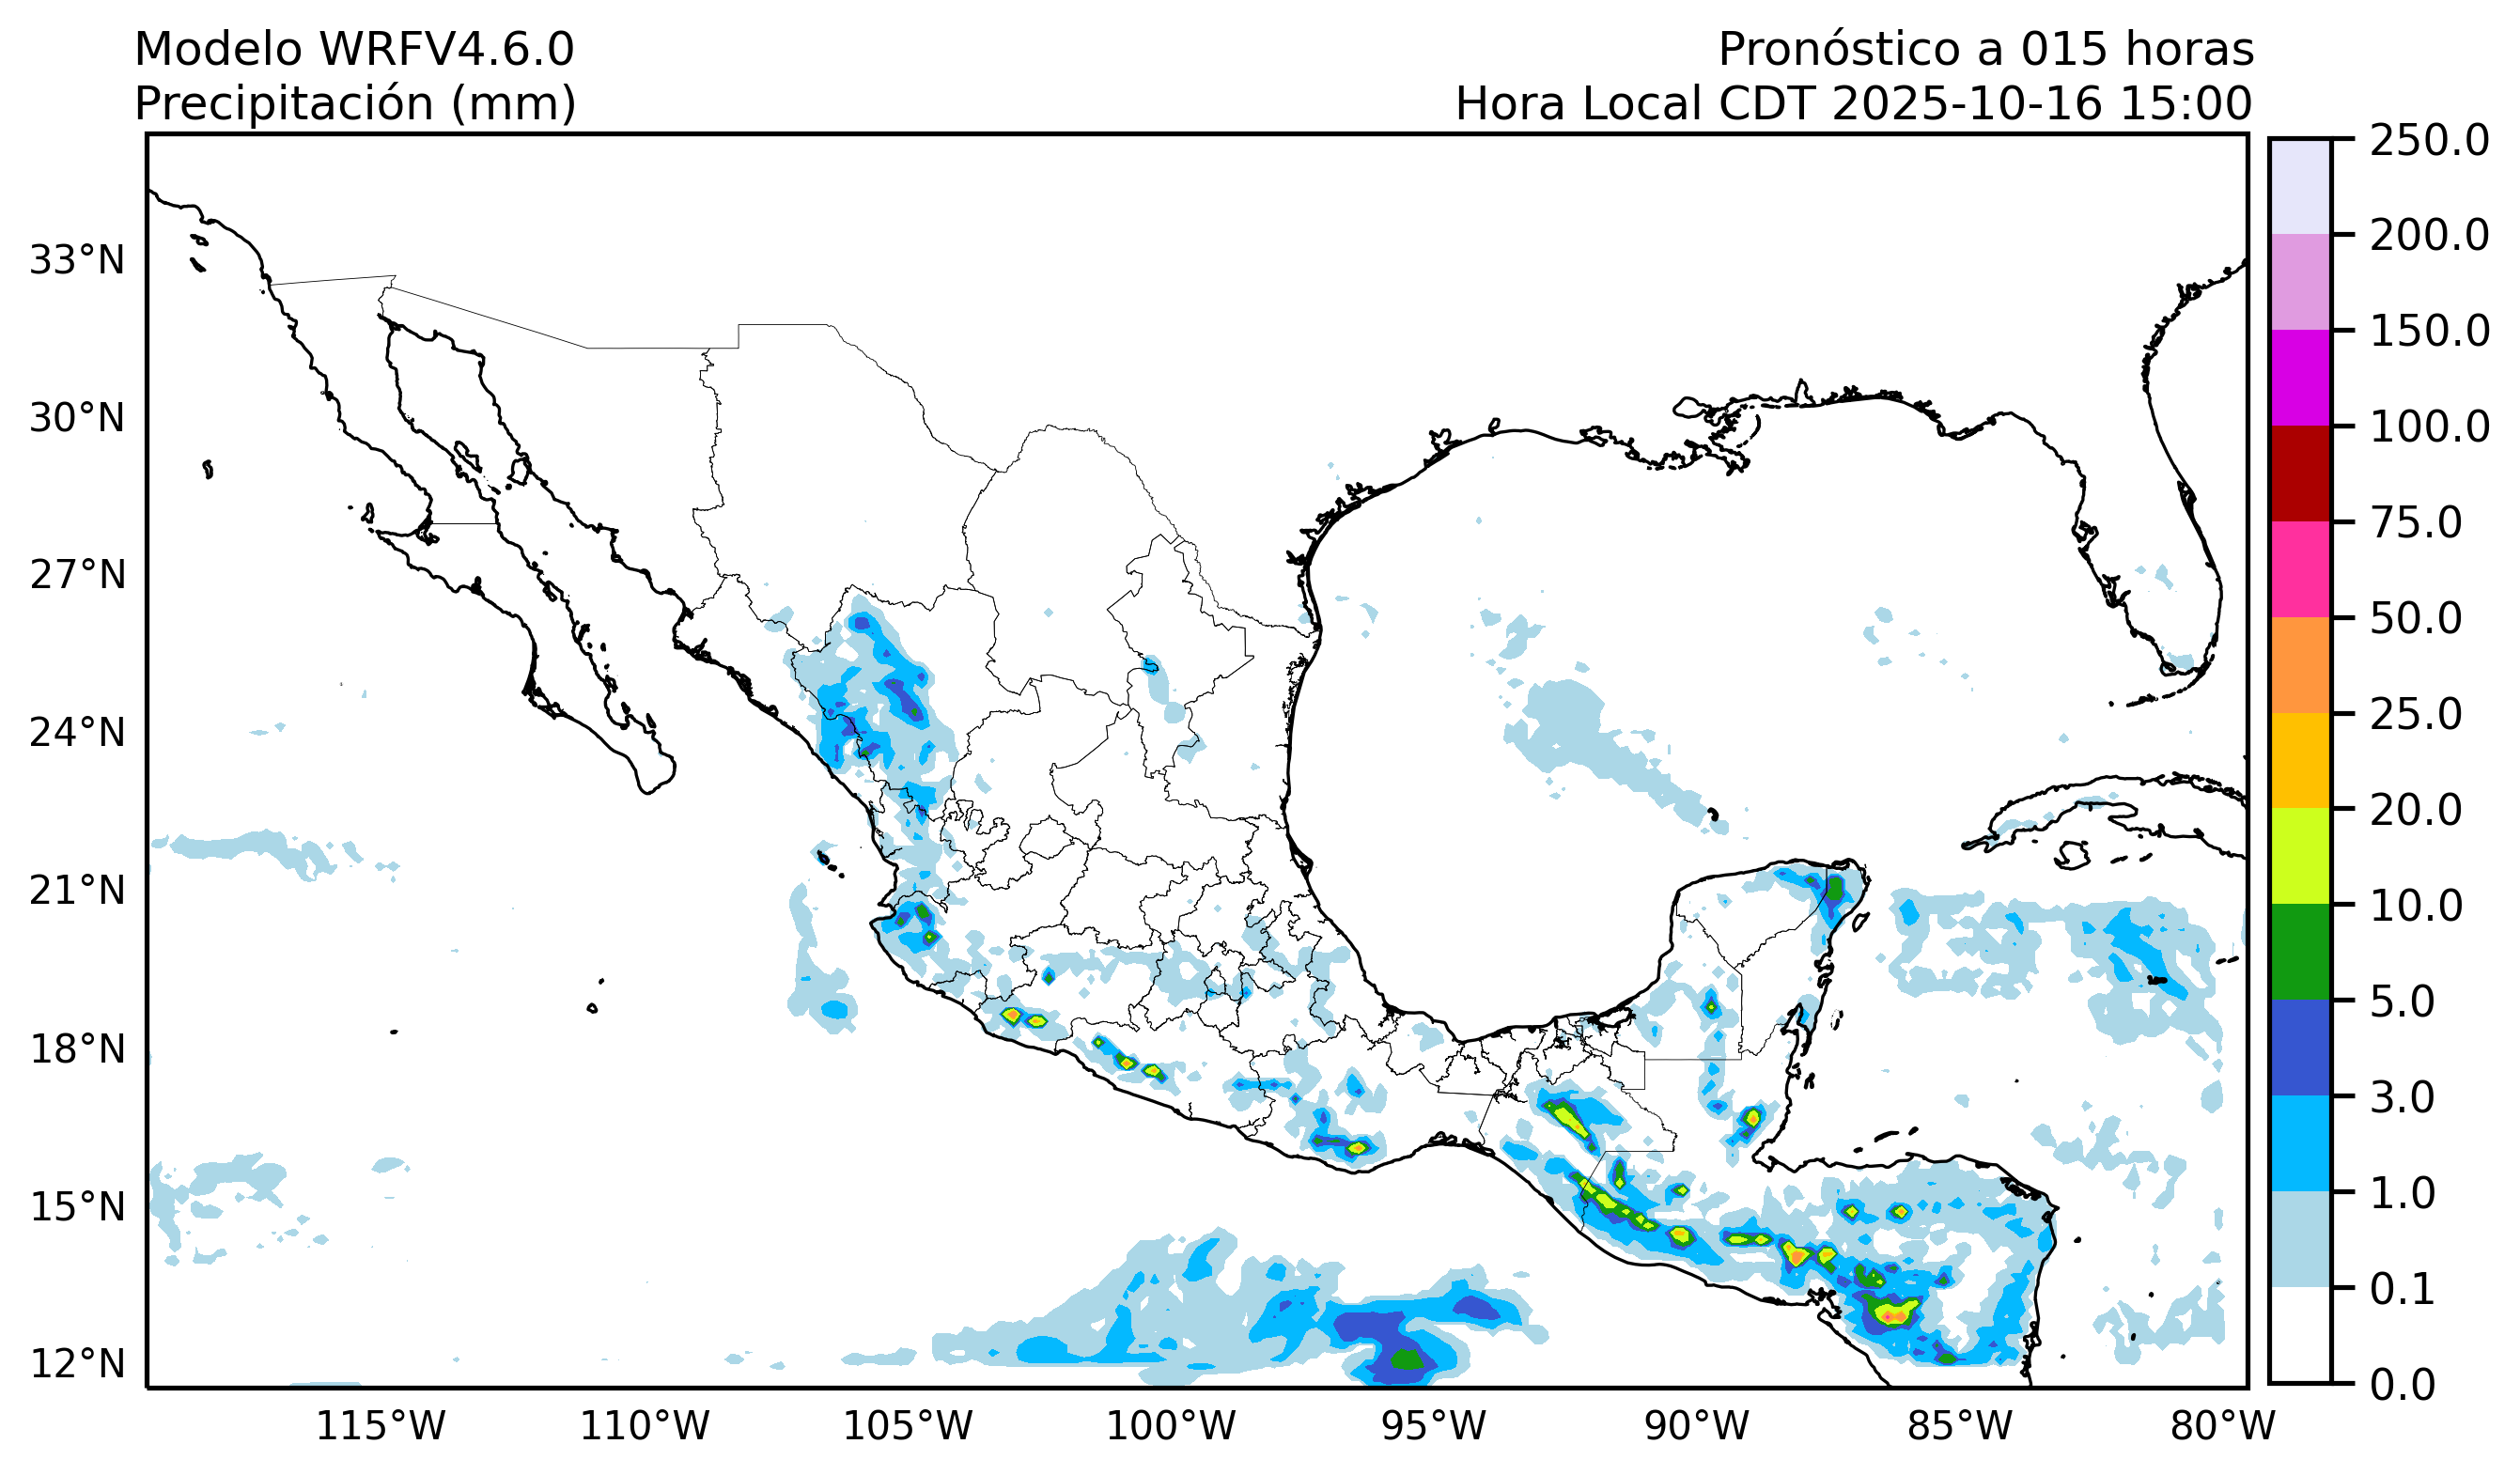 Modelo WRFV4.6.0
Precipitación (mm)
Pronóstico a 015 horas
Hora Local CDT 2025-10-16 15:00
33°N
30°N
27°N
24°N
21°N
18°N
15°N
12°N
115°W
110°W
105°W
100°W
95°W
90°W
85°W
80°W
250.0
200.0
150.0
100.0
75.0
50.0
25.0
20.0
10.0
5.0
3.0
1.0
0.1
0.0